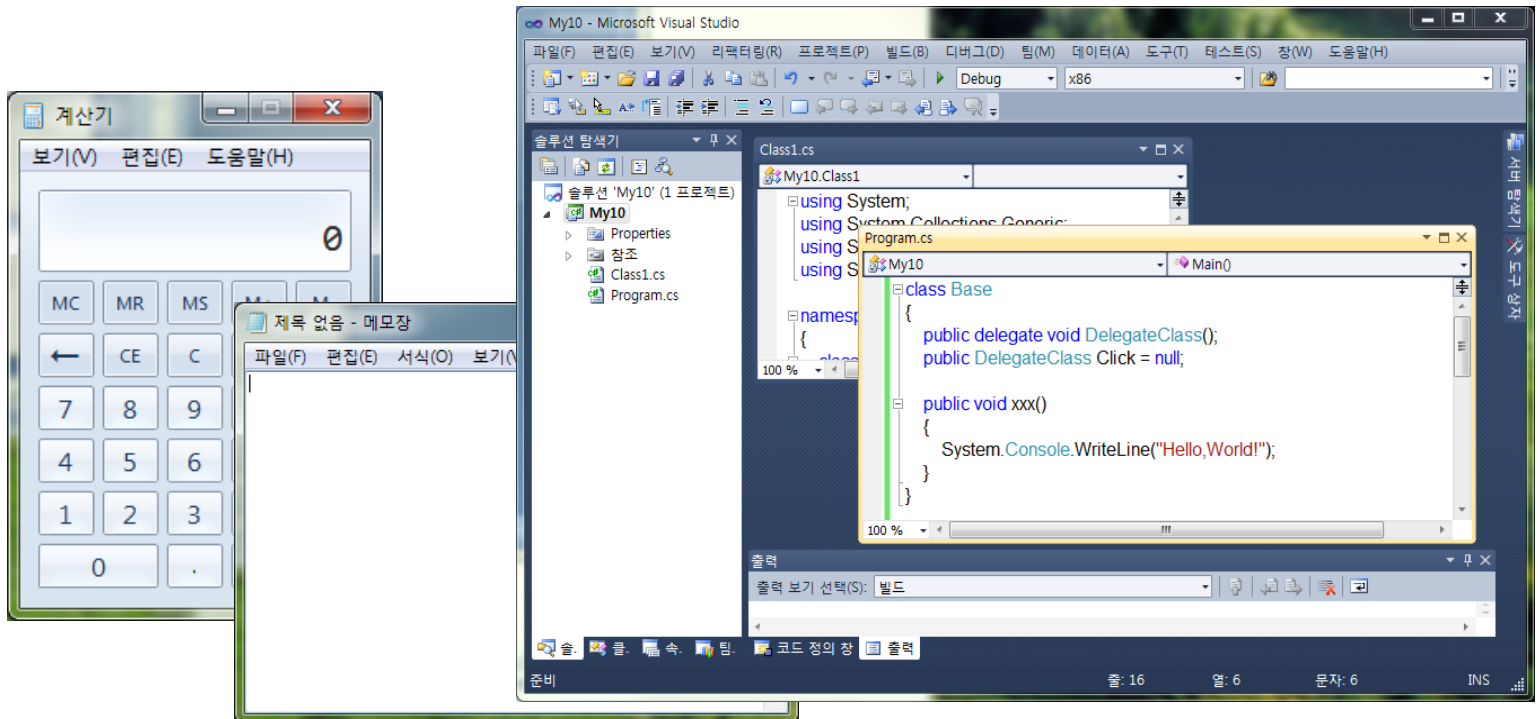 계산기
보기(V) 편집(E) 도움말(H)
0
MC MR MS M+ M-
← CE C
7 8 9
4 5 6
1 2 3
0 .
제목 없음 - 메모장
파일(F) 편집(E) 서식(O) 보기(V
My10 - Microsoft Visual Studio
파일(F) 편집(E) 보기(V) 리팩터링(R) 프로젝트(P) 빌드(B) 디버그(D) 팀(M) 데이터(A) 도구(T) 테스트(S) 창(W) 도움말(H)
Debug x86
솔루션 탐색기
솔루션 'My10' (1 프로젝트)
My10
Properties
참조
Class1.cs
Program.cs
Class1.cs
My10.Class1
using System;
using System.Collections.Generic;
using S
using S
namesp
{
class
100 %
Program.cs
My10 Main()
class Base
{
public delegate void DelegateClass();
public DelegateClass Click = null;
public void xxx()
{
System.Console.WriteLine("Hello,World!");
}
}
100 %
출력
출력 보기 선택(S): 빌드
솔. 클. 속. 팀. 코드 정의 창 출력
준비 줄: 16 열: 6 문자: 6 INS
서버 탐색기
도구 상자